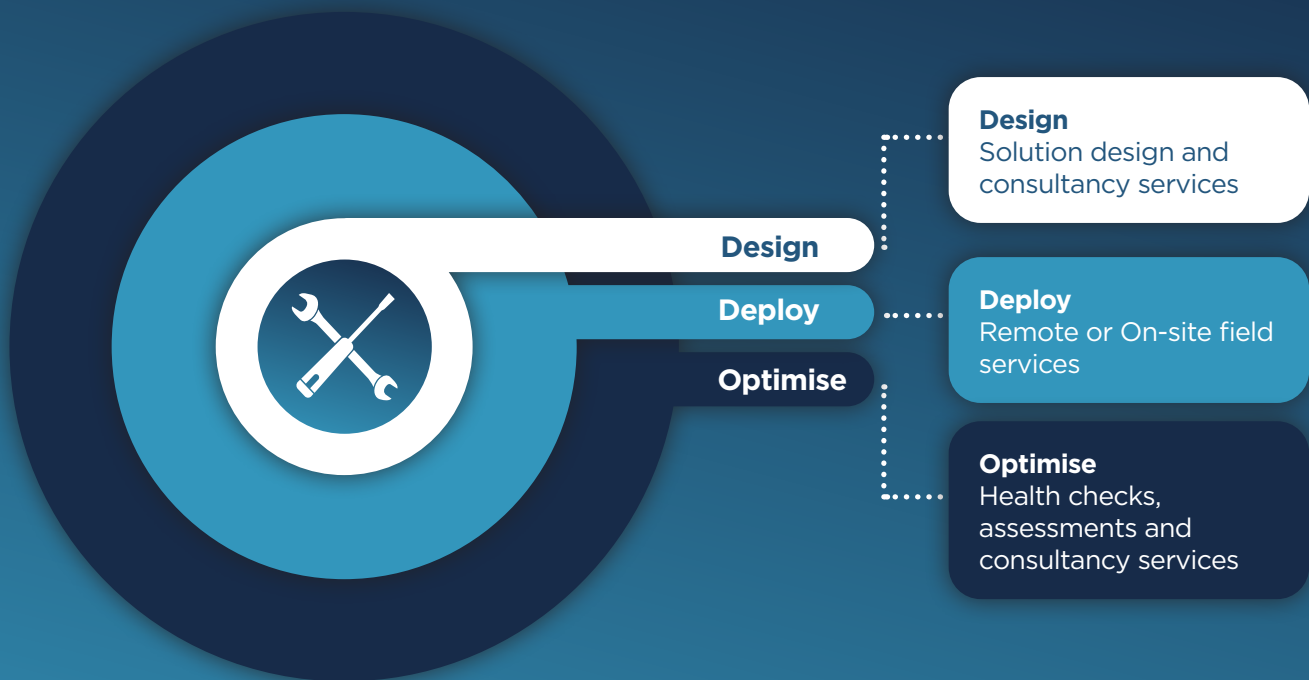 Design
Deploy
Optimise
Design
Solution design and
consultancy services
Deploy
Remote or On-site field
services
Optimise
Health checks,
assessments and
consultancy services